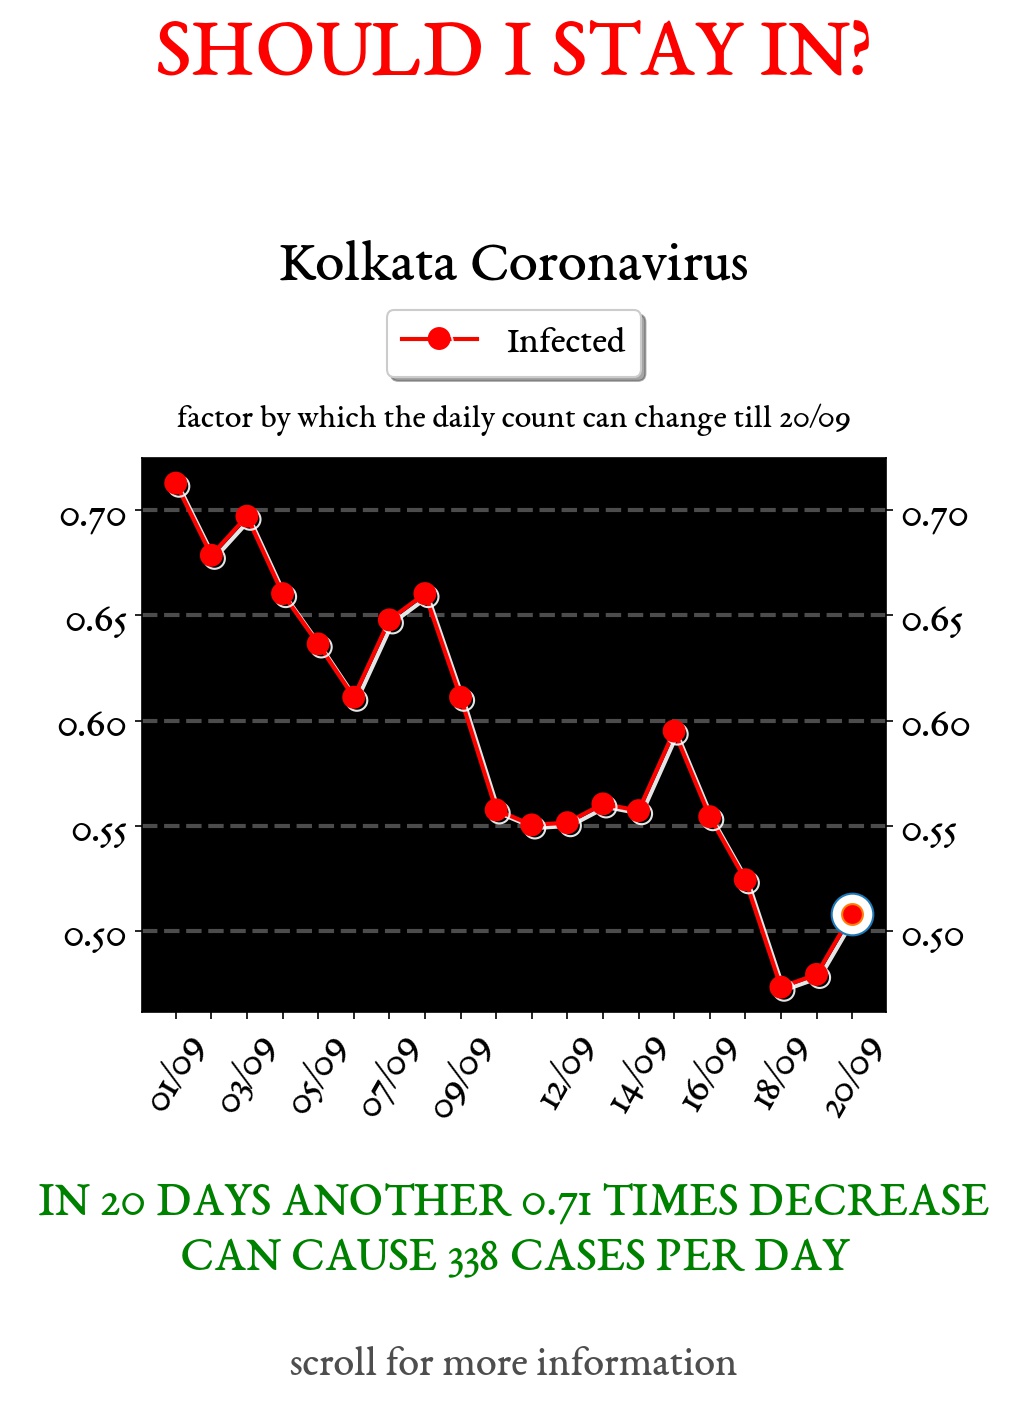 SHOULD I STAY IN?
Kolkata Coronavirus
Infected
factor by which the daily count can change till 20/09
0.70 0.70
0.65 0.65
0.60 0.60
0.55 0.55
0.50 0.50
01/09 03/09 05/09 07/09 09/09 12/09 14/09 16/09 18/09 20/09
IN 20 DAYS ANOTHER 0.71 TIMES DECREASE
CAN CAUSE 338 CASES PER DAY
scroll for more information